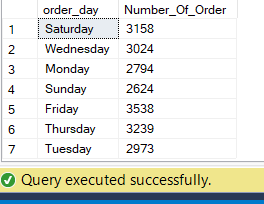 order_day Number_Of_Order
1 Saturday 3158
2 Wednesday 3024
3 Monday 2794
4 Sunday 2624
5 Friday 3538
6 Thursday 3239
7 Tuesday 2973
Query executed successfully.